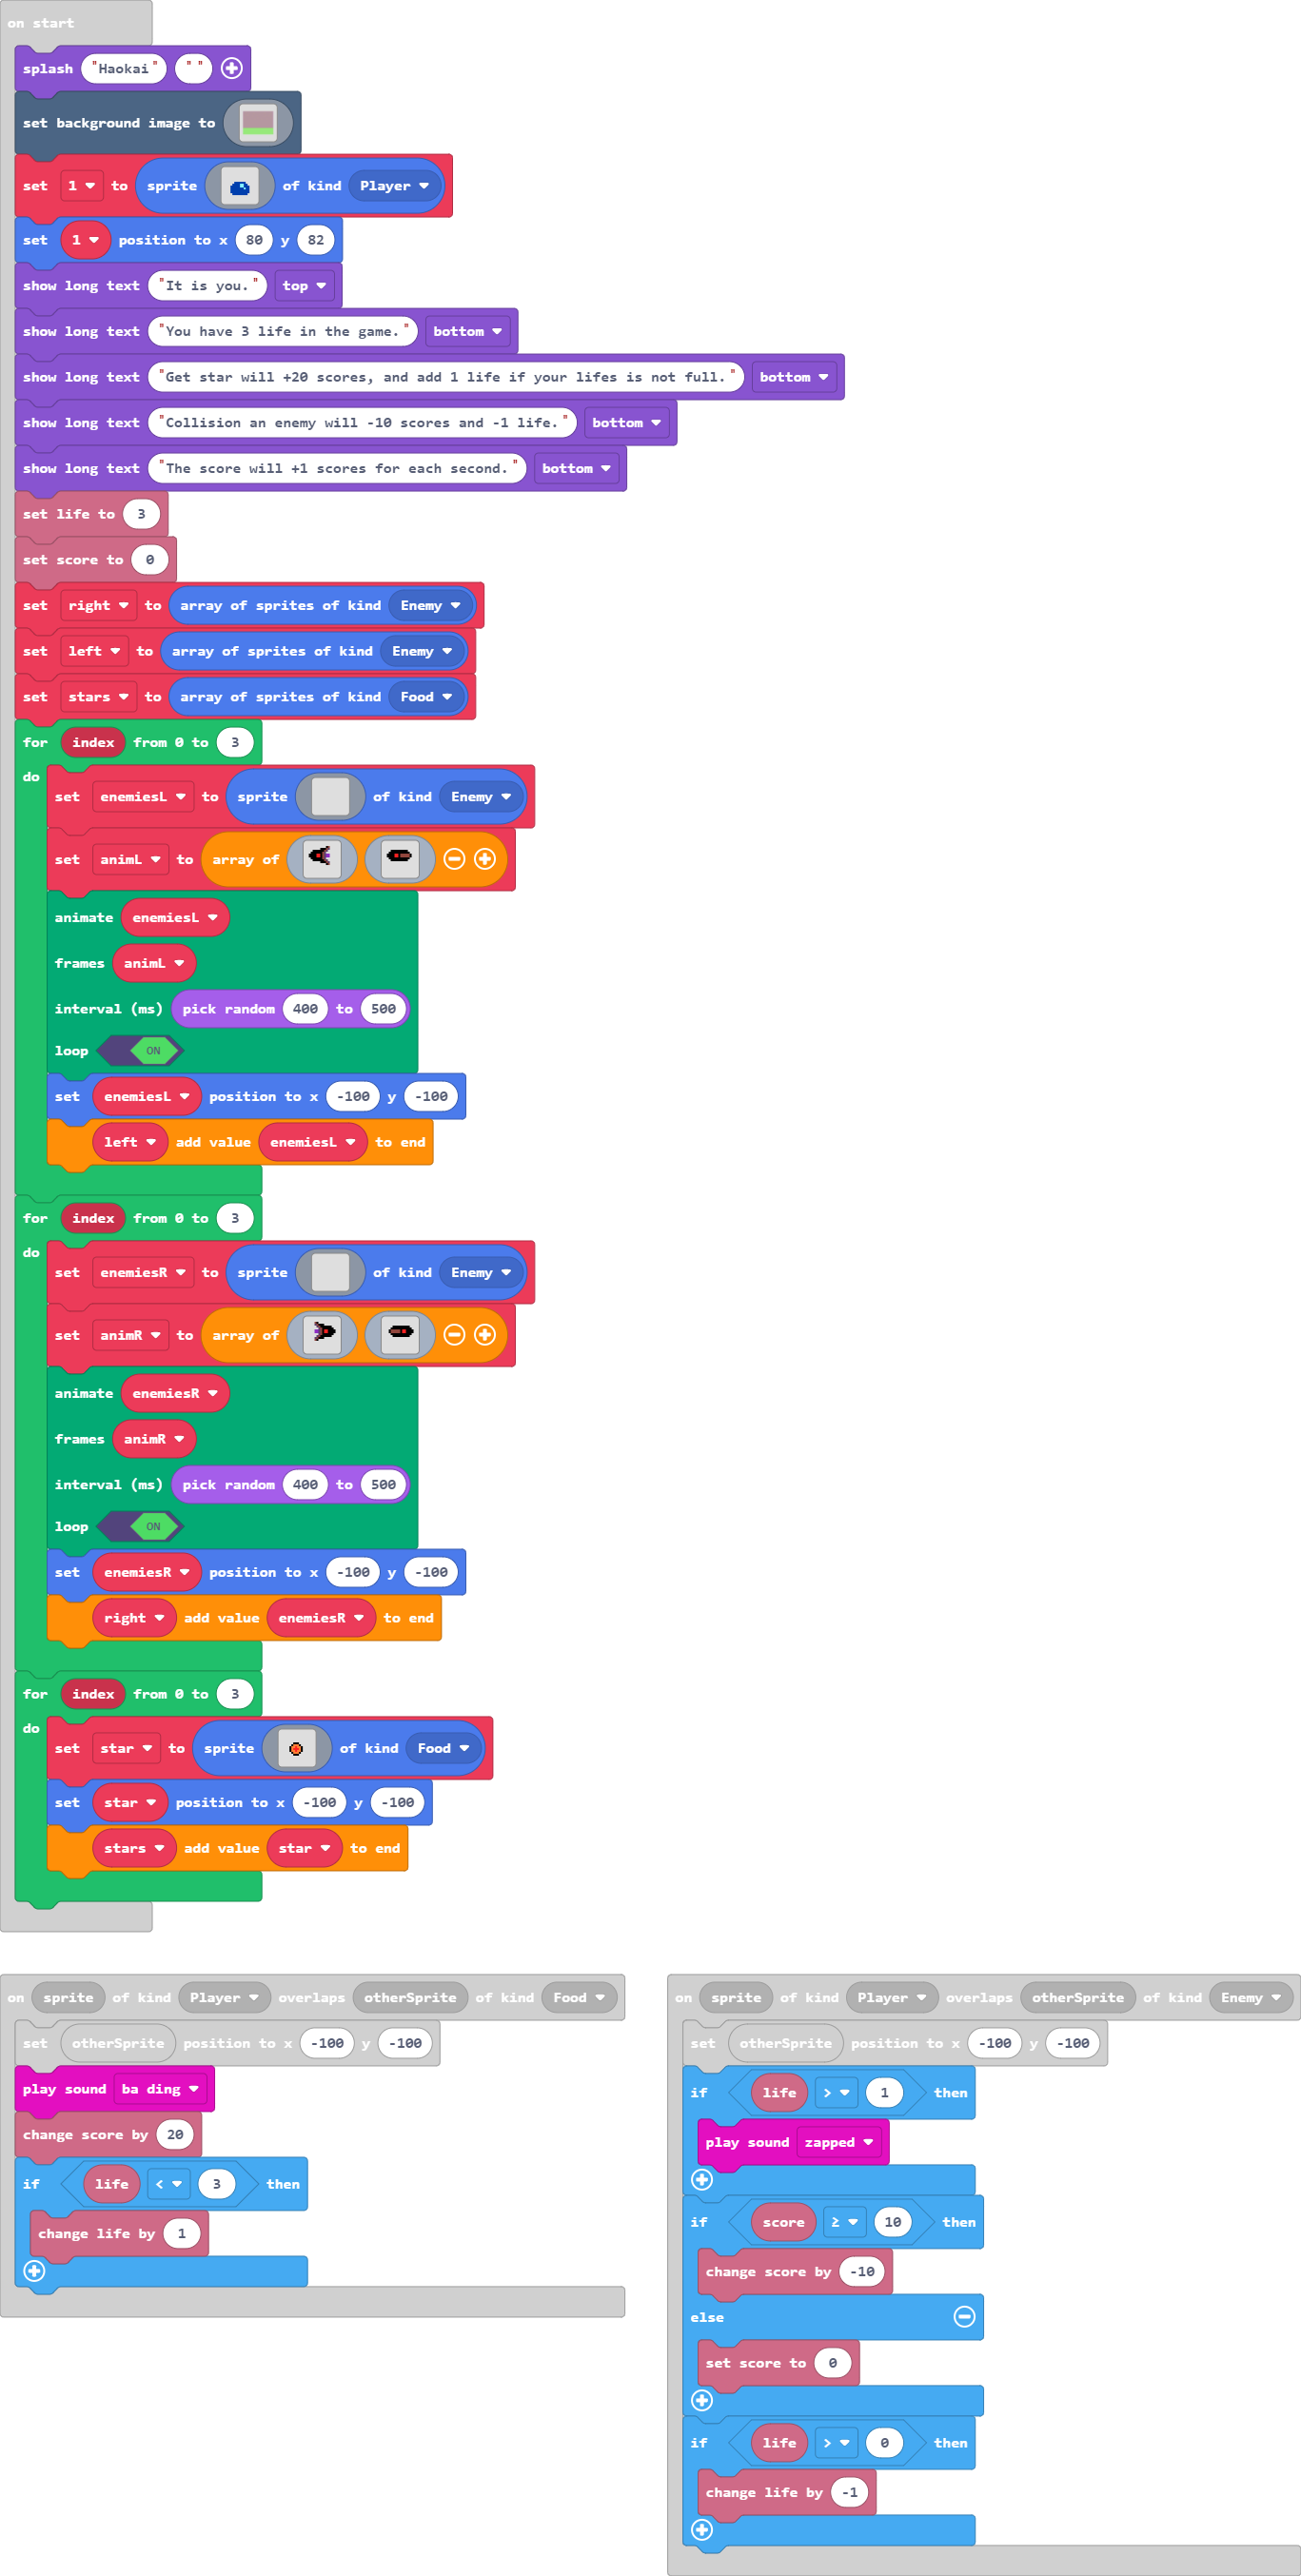 on start
splash "Haokai" " "
set background image to
set 1 to sprite of kind Player
set 1 position to x 80 y 82
show long text "It is you." top
show long text "You have 3 life in the game." bottom
show long text "Get star will +20 scores, and add 1 life if your lifes is not full." bottom
show long text "Collision an enemy will -10 scores and -1 life." bottom
show long text "The score will +1 scores for each second." bottom
set life to 3
set score to 0
set right to array of sprites of kind Enemy
set left to array of sprites of kind Enemy
set stars to array of sprites of kind Food
for index from 0 to 3
do
set enemiesL to sprite of kind Enemy
set animL to array of
animate enemiesL
frames animL
interval (ms) pick random 400 to 500
loop ON
set enemiesL position to x -100 y -100
left add value enemiesL to end
for index from 0 to 3
do
set enemiesR to sprite of kind Enemy
set animR to array of
animate enemiesR
frames animR
interval (ms) pick random 400 to 500
loop ON
set enemiesR position to x -100 y -100
right add value enemiesR to end
for index from 0 to 3
do
set star to sprite of kind Food
set star position to x -100 y -100
stars add value star to end
on sprite of kind Player overlaps otherSprite of kind Food
set otherSprite position to x -100 y -100
play sound ba ding
change score by 20
if life < 3 then
change life by 1
on sprite of kind Player overlaps otherSprite of kind Enemy
set otherSprite position to x -100 y -100
if life > 1 then
play sound zapped
if score ≥ 10 then
change score by -10
else
set score to 0
if life > 0 then
change life by -1